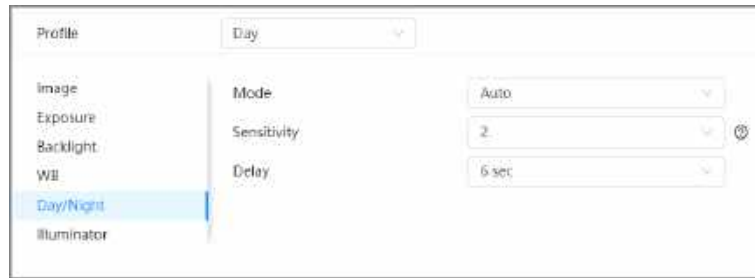 Profile Day
Image
Exposure
Backlight
WB
Day/Night
Illuminator
Mode Auto
Sensitivity 2
Delay 6 sec